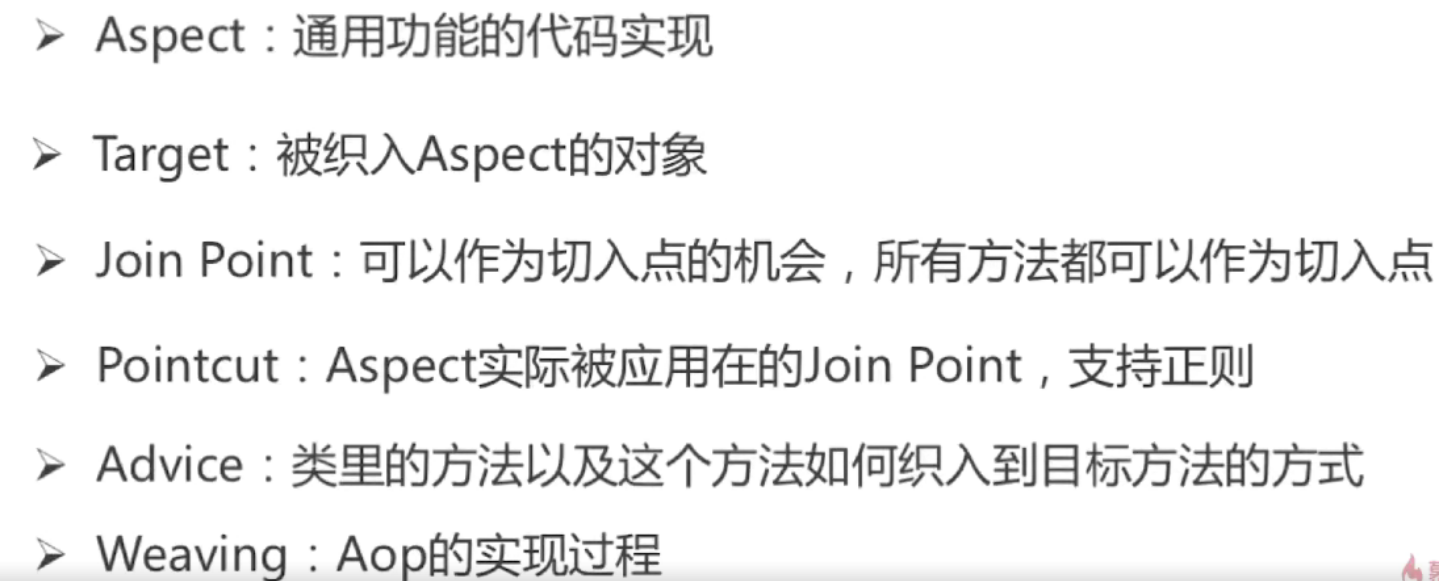 ➢ Aspect：通用功能的代码实现
➢ Target：被织入Aspect的对象
➢ Join Point：可以作为切入点的机会，所有方法都可以作为切入点
➢ Pointcut：Aspect实际被应用在的Join Point，支持正则
➢ Advice：类里的方法以及这个方法如何织入到目标方法的方式
➢ Weaving：Aop的实现过程